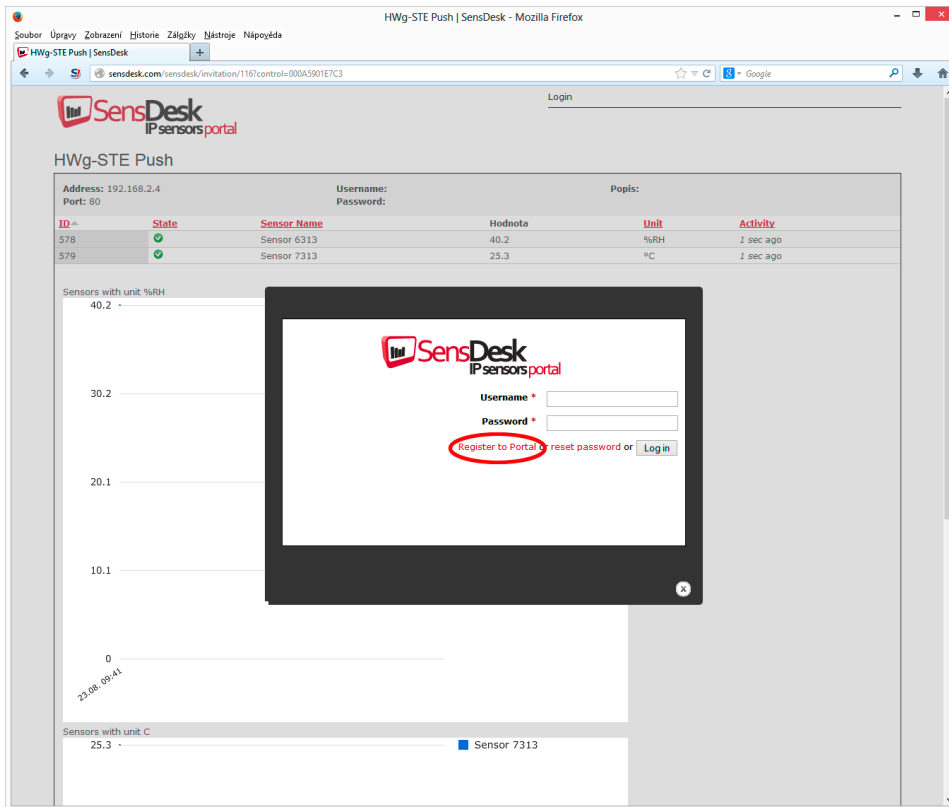 HWg-STE Push | SensDesk - Mozilla Firefox
Soubor Úpravy Zobrazení Historie Záložky Nástroje Nápověda
HWg-STE Push | SensDesk +
sensdesk.com/sensdesk/invitation/116?control=000A5901E7C3 Google
SensDesk
IP sensors portal
Login
HWg-STE Push
Address: 192.168.2.4 Username: Popis:
Port: 80 Password:
ID State Sensor Name Hodnota Unit Activity
578 Sensor 6313 40.2 %RH 1 sec ago
579 Sensor 7313 25.3 °C 1 sec ago
Sensors with unit %RH
40.2
30.2
20.1
10.1
0
23.08. 09:41
SensDesk
IP sensors portal
Username *
Password *
Register to Portal or reset password or Log in
x
Sensors with unit C
25.3 Sensor 7313